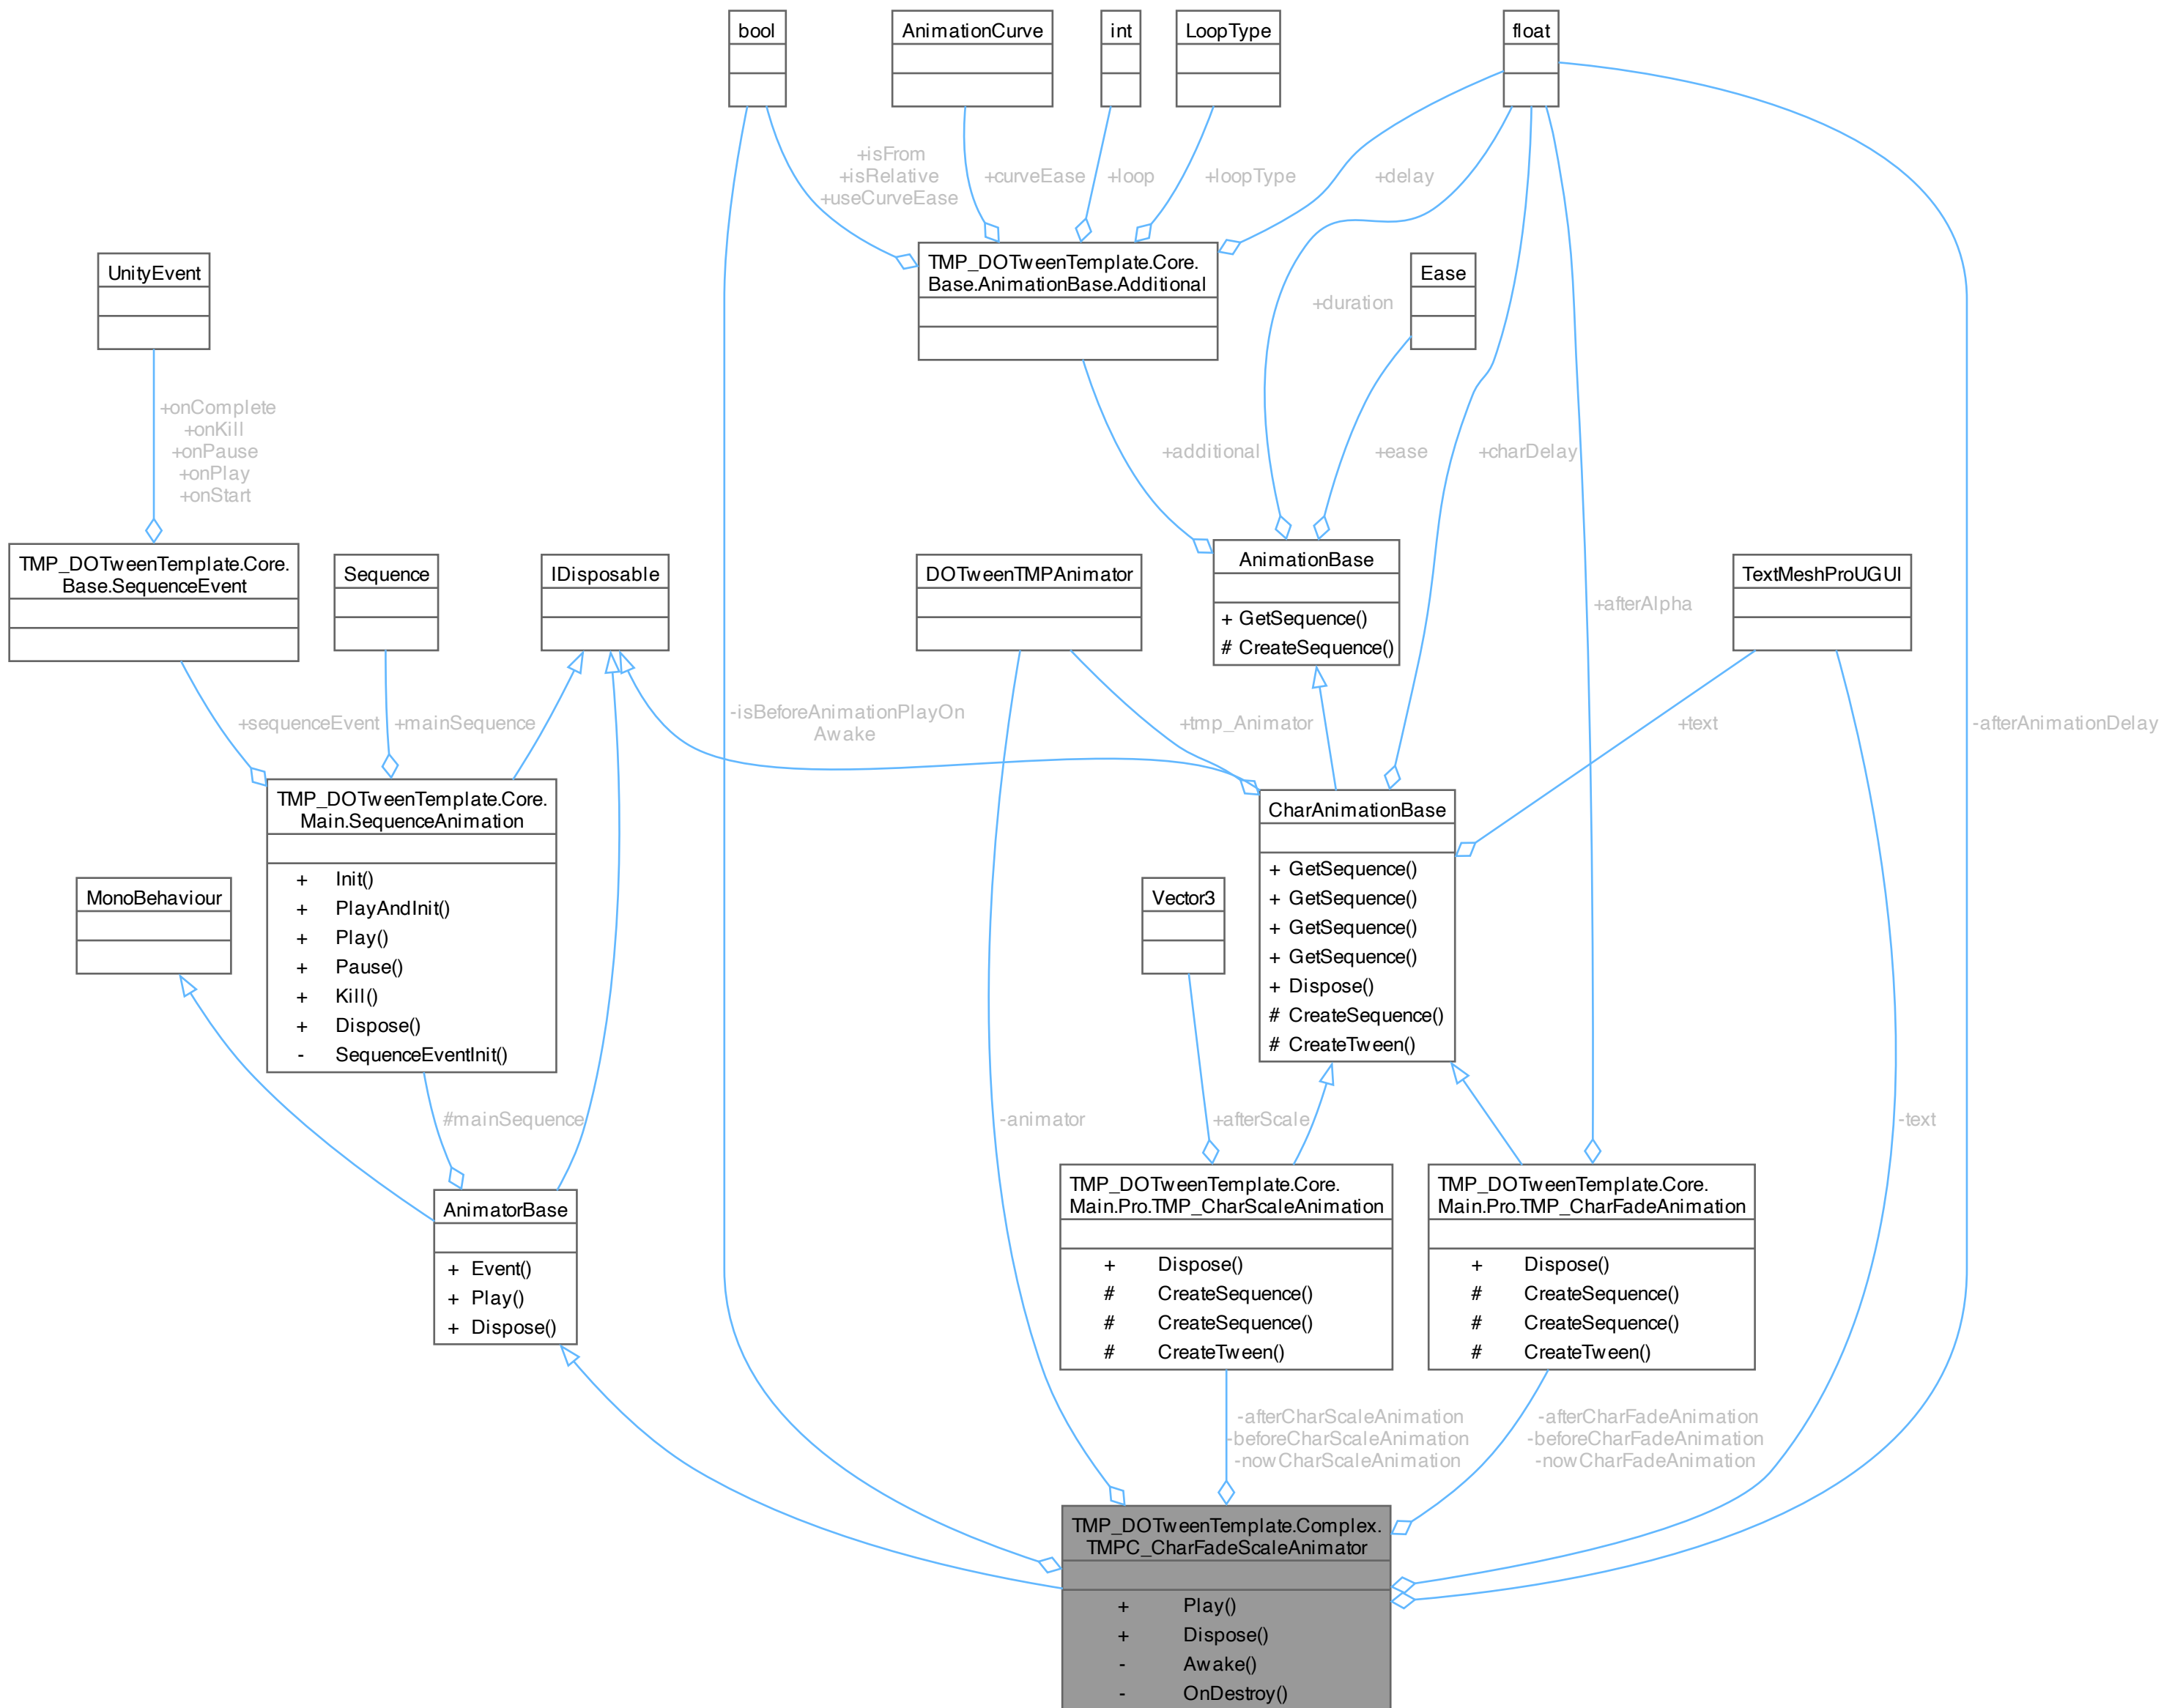 bool
AnimationCurve
int
LoopType
float
+isFrom
+isRelative
+useCurveEase
+curveEase
+loop
+loopType
+delay
UnityEvent
TMP_DOTweenTemplate.Core.
Base.AnimationBase.Additional
Ease
+duration
+onComplete
+onKill
+onPause
+onPlay
+onStart
+additional
+ease
+charDelay
TMP_DOTweenTemplate.Core.
Base.SequenceEvent
Sequence
IDisposable
DOTweenTMPAnimator
AnimationBase
+ GetSequence()
# CreateSequence()
TextMeshProUGUI
+afterAlpha
+sequenceEvent
+mainSequence
-isBeforeAnimationPlayOn
Awake
+tmp_Animator
+text
-afterAnimationDelay
TMP_DOTweenTemplate.Core.
Main.SequenceAnimation
+ Init()
+ PlayAndInit()
+ Play()
+ Pause()
+ Kill()
+ Dispose()
- SequenceEventInit()
CharAnimationBase
+ GetSequence()
+ GetSequence()
+ GetSequence()
+ GetSequence()
+ Dispose()
# CreateSequence()
# CreateTween()
MonoBehaviour
Vector3
#mainSequence
-animator
+afterScale
-text
AnimatorBase
+ Event()
+ Play()
+ Dispose()
TMP_DOTweenTemplate.Core.
Main.Pro.TMP_CharScaleAnimation
+ Dispose()
# CreateSequence()
# CreateSequence()
# CreateTween()
TMP_DOTweenTemplate.Core.
Main.Pro.TMP_CharFadeAnimation
+ Dispose()
# CreateSequence()
# CreateSequence()
# CreateTween()
-afterCharScaleAnimation
-beforeCharScaleAnimation
-nowCharScaleAnimation
-afterCharFadeAnimation
-beforeCharFadeAnimation
-nowCharFadeAnimation
TMP_DOTweenTemplate.Complex.
TMPC_CharFadeScaleAnimator
+ Play()
+ Dispose()
- Awake()
- OnDestroy()